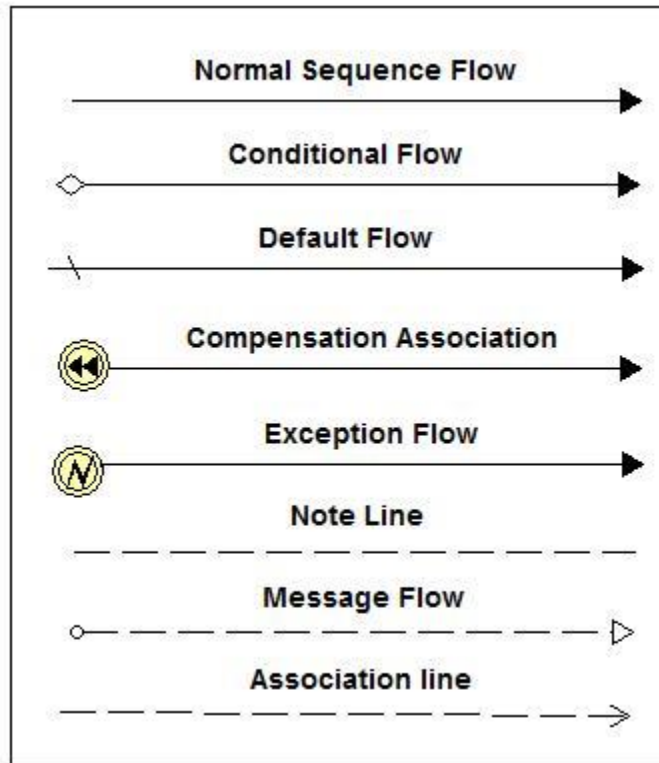 Normal Sequence Flow
Conditional Flow
Default Flow
Compensation Association
Exception Flow
Note Line
Message Flow
Association line